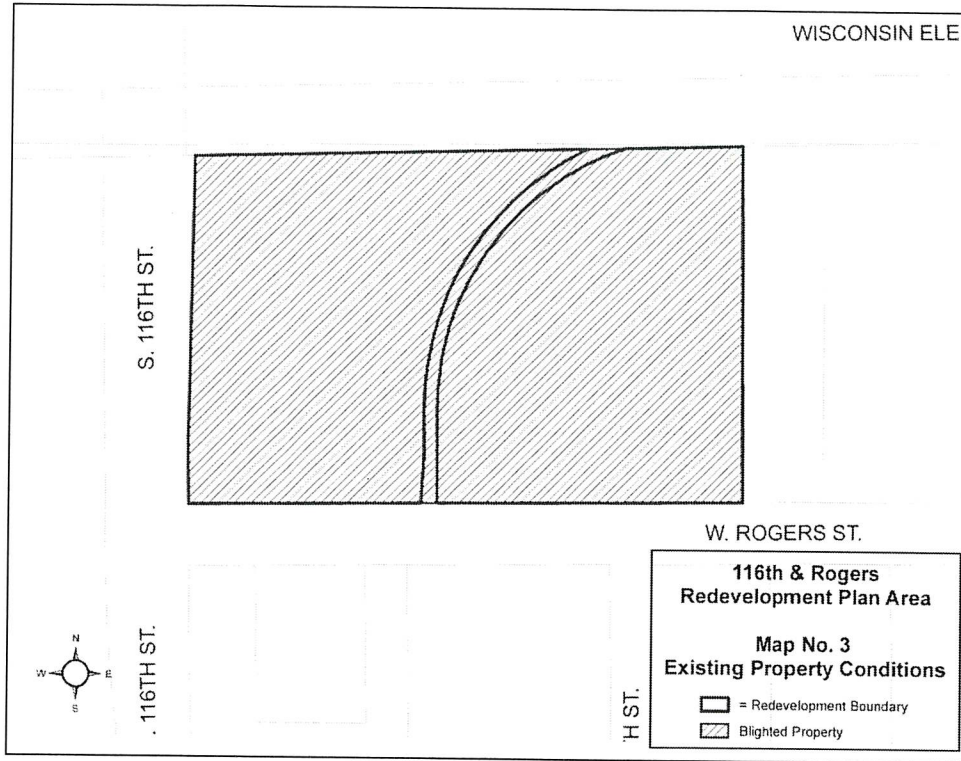 WISCONSIN ELE
S. 116TH ST.
W. ROGERS ST.
116th & Rogers
Redevelopment Plan Area
Map No. 3
Existing Property Conditions
= Redevelopment Boundary
Blighted Property
N
W E
S
. 116TH ST.
H ST.